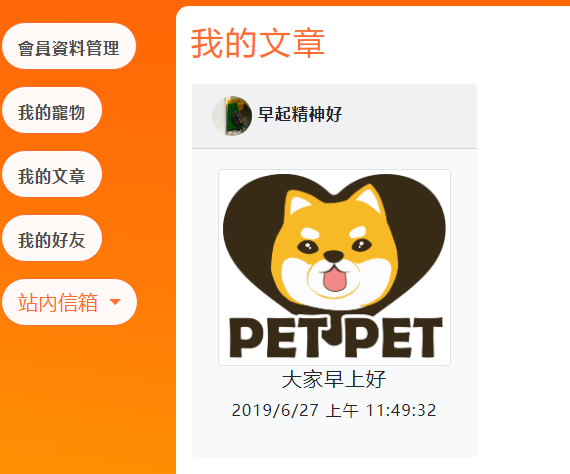 會員資料管理
我的寵物
我的文章
我的好友
站內信箱
我的文章
早起精神好
PET PET
大家早上好
2019/6/27 上午 11:49:32